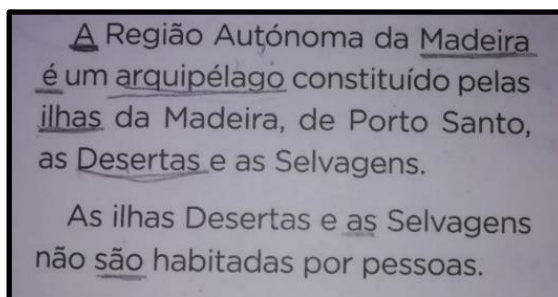 A Região Autónoma da Madeira
é um arquipélago constituído pelas
ilhas da Madeira, de Porto Santo,
as Desertas e as Selvagens.
As ilhas Desertas e as Selvagens
não são habitadas por pessoas.